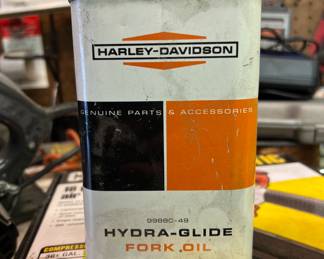 HARLEY-DAVIDSON
GENUINE PARTS & ACCESSORIES
99880-49
HYDRA-GLIDE
FORK OIL
COMPRESS